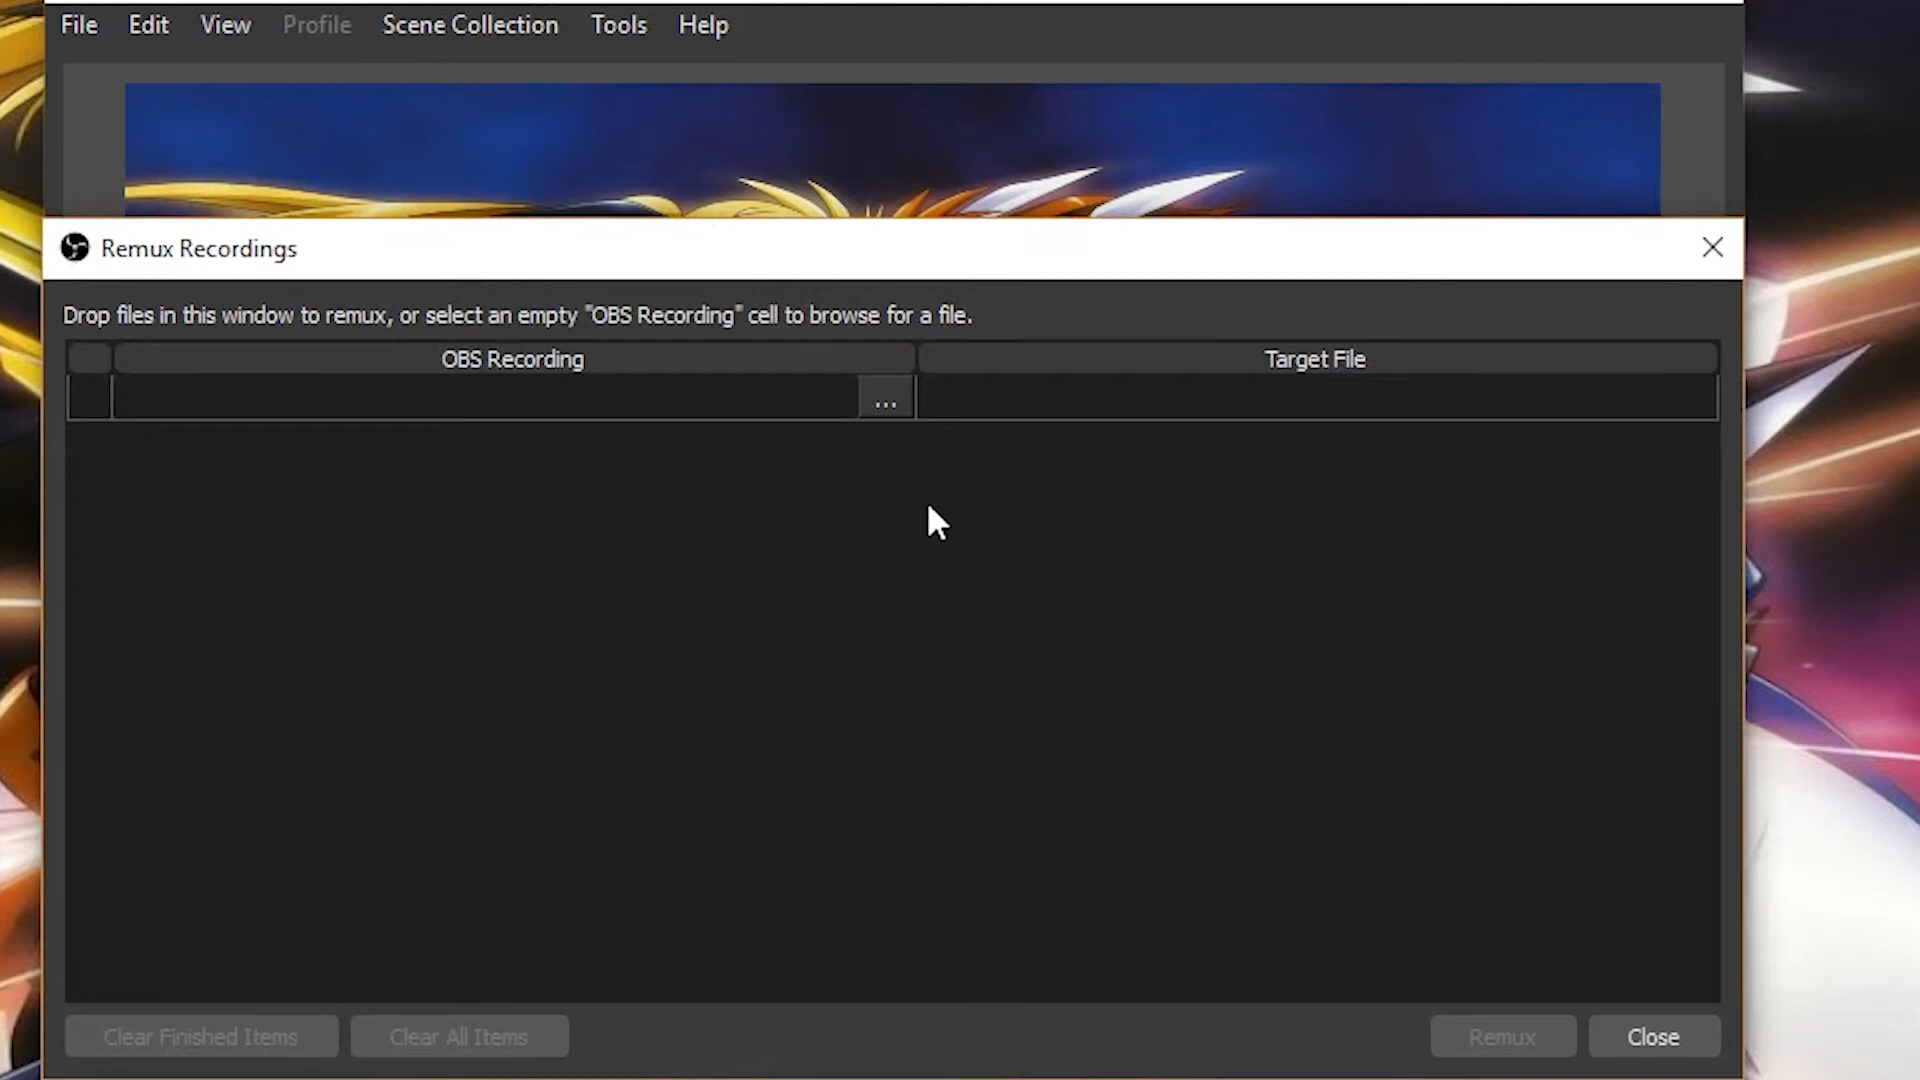 File Edit View Profile Scene Collection Tools Help
Remux Recordings
Drop files in this window to remux, or select an empty "OBS Recording" cell to browse for a file.
OBS Recording Target File
...
Clear Finished Items Clear All Items Remux Close